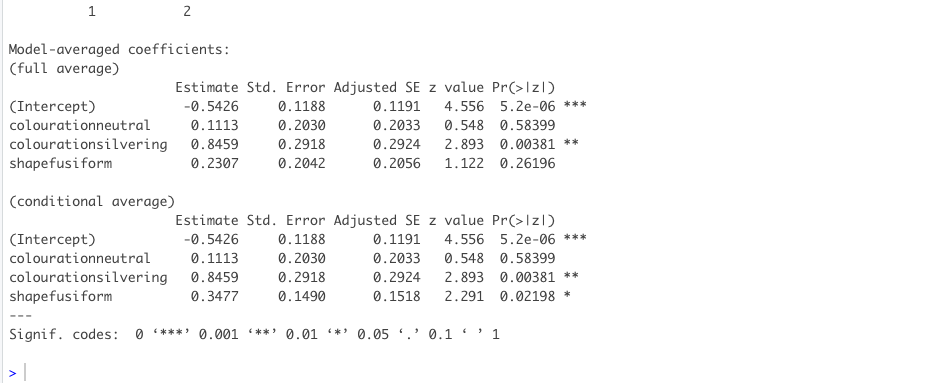 1 2
Model-averaged coefficients:
(full average)
Estimate Std. Error Adjusted SE z value Pr(>|z|)
(Intercept) -0.5426 0.1188 0.1191 4.556 5.2e-06 ***
colourationneutral 0.1113 0.2030 0.2033 0.548 0.58399
colourationsilvering 0.8459 0.2918 0.2924 2.893 0.00381 **
shapefusiform 0.2307 0.2042 0.2056 1.122 0.26196
(conditional average)
Estimate Std. Error Adjusted SE z value Pr(>|z|)
(Intercept) -0.5426 0.1188 0.1191 4.556 5.2e-06 ***
colourationneutral 0.1113 0.2030 0.2033 0.548 0.58399
colourationsilvering 0.8459 0.2918 0.2924 2.893 0.00381 **
shapefusiform 0.3477 0.1490 0.1518 2.291 0.02198 *
---
Signif. codes: 0 ‘***’ 0.001 ‘**’ 0.01 ‘*’ 0.05 ‘.’ 0.1 ‘ ’ 1
>